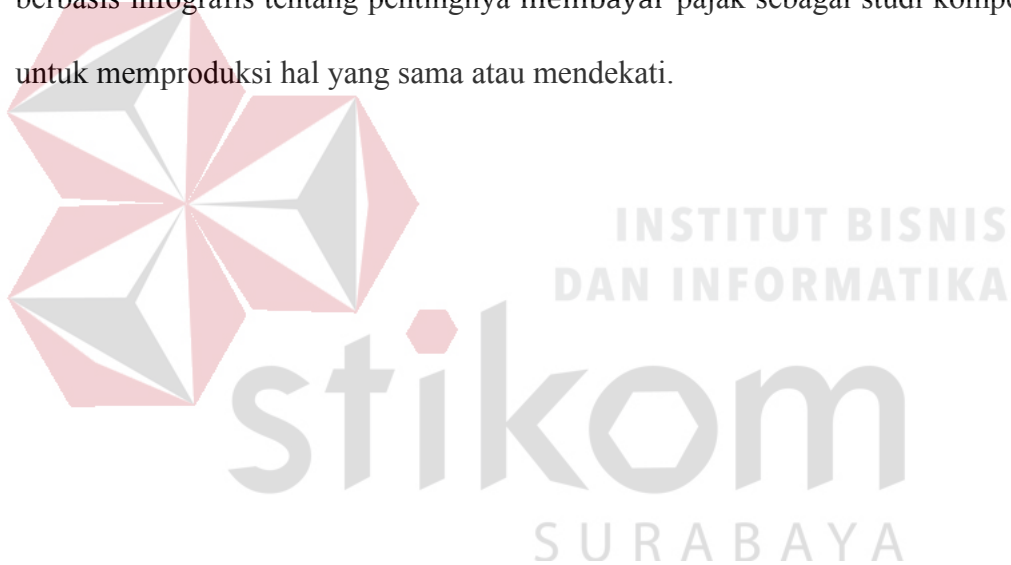 berbasis infografis tentang pentingnya membayar pajak sebagai studi
untuk memproduksi hal yang sama atau mendekati.
INSTITUT BISNIS
DAN INFORMATIKA
stikom
SURABAYA